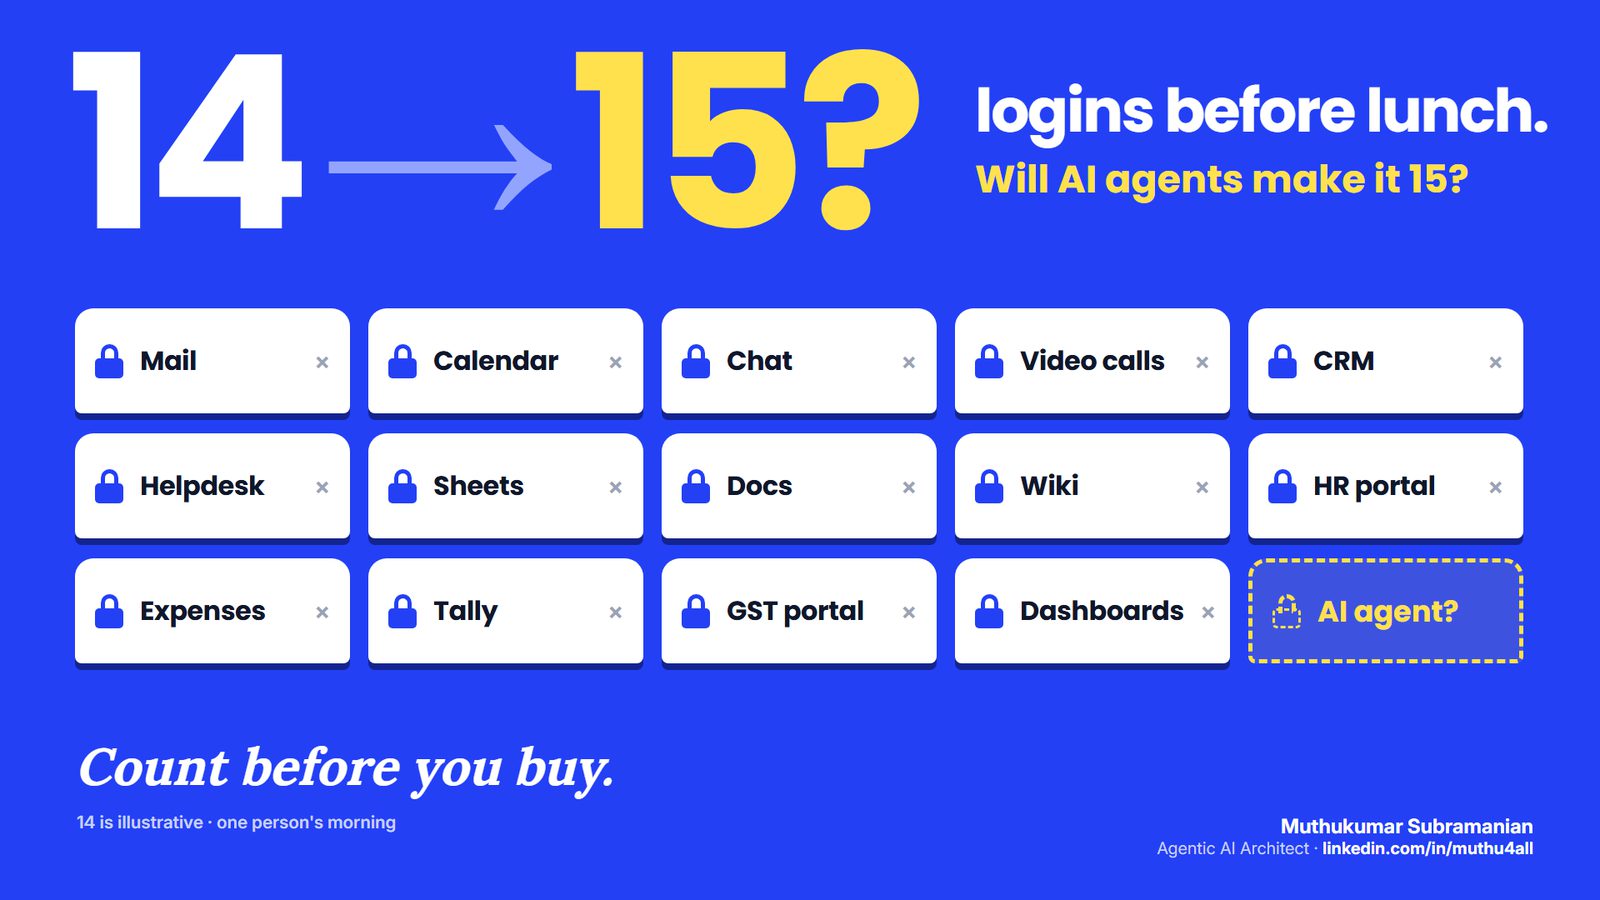 14 → 15? logins before lunch.
Will AI agents make it 15?
Mail × Calendar × Chat × Video calls × CRM ×
Helpdesk × Sheets × Docs × Wiki × HR portal ×
Expenses × Tally × GST portal × Dashboards × AI agent?
Count before you buy.
14 is illustrative · one person's morning
Muthukumar Subramanian
Agentic AI Architect · linkedin.com/in/muthu4all